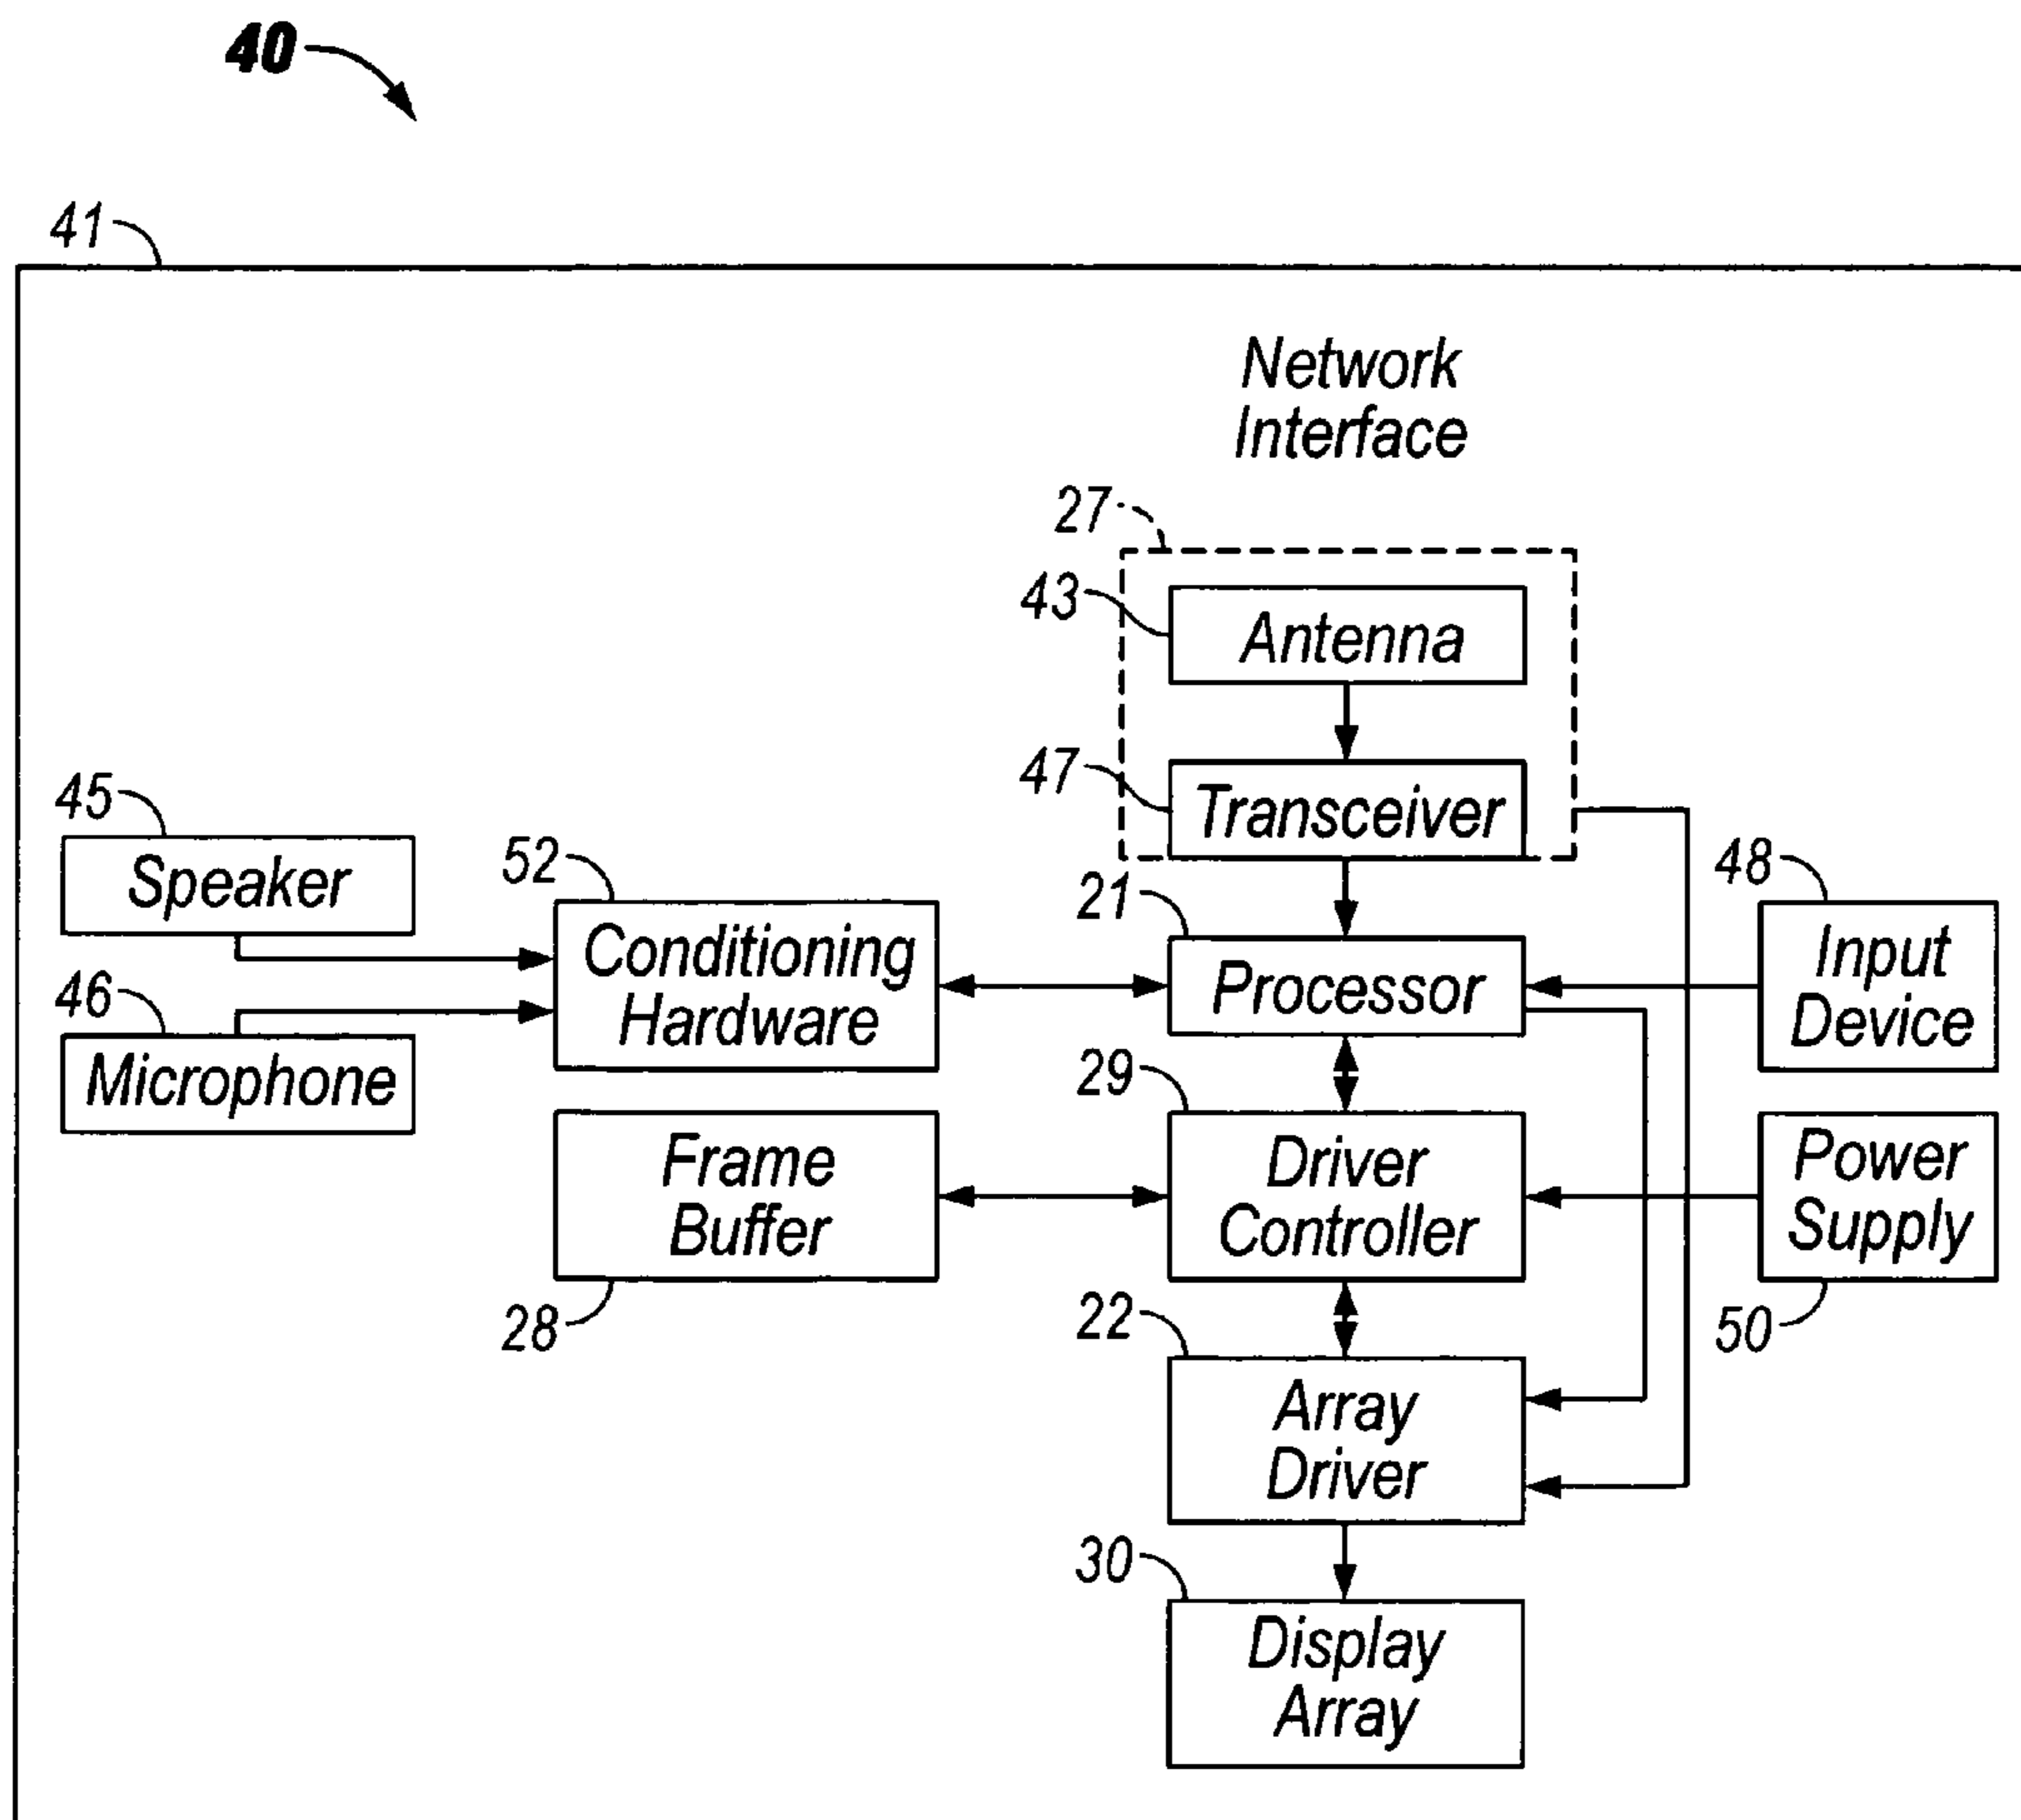 40
41
Network
Interface
27
43
Antenna
47
Transceiver
45
Speaker
52
Conditioning
Hardware
21
Processor
48
Input
Device
46
Microphone
29
Driver
Controller
Frame
Buffer
28
Power
Supply
50
22
Array
Driver
30
Display
Array